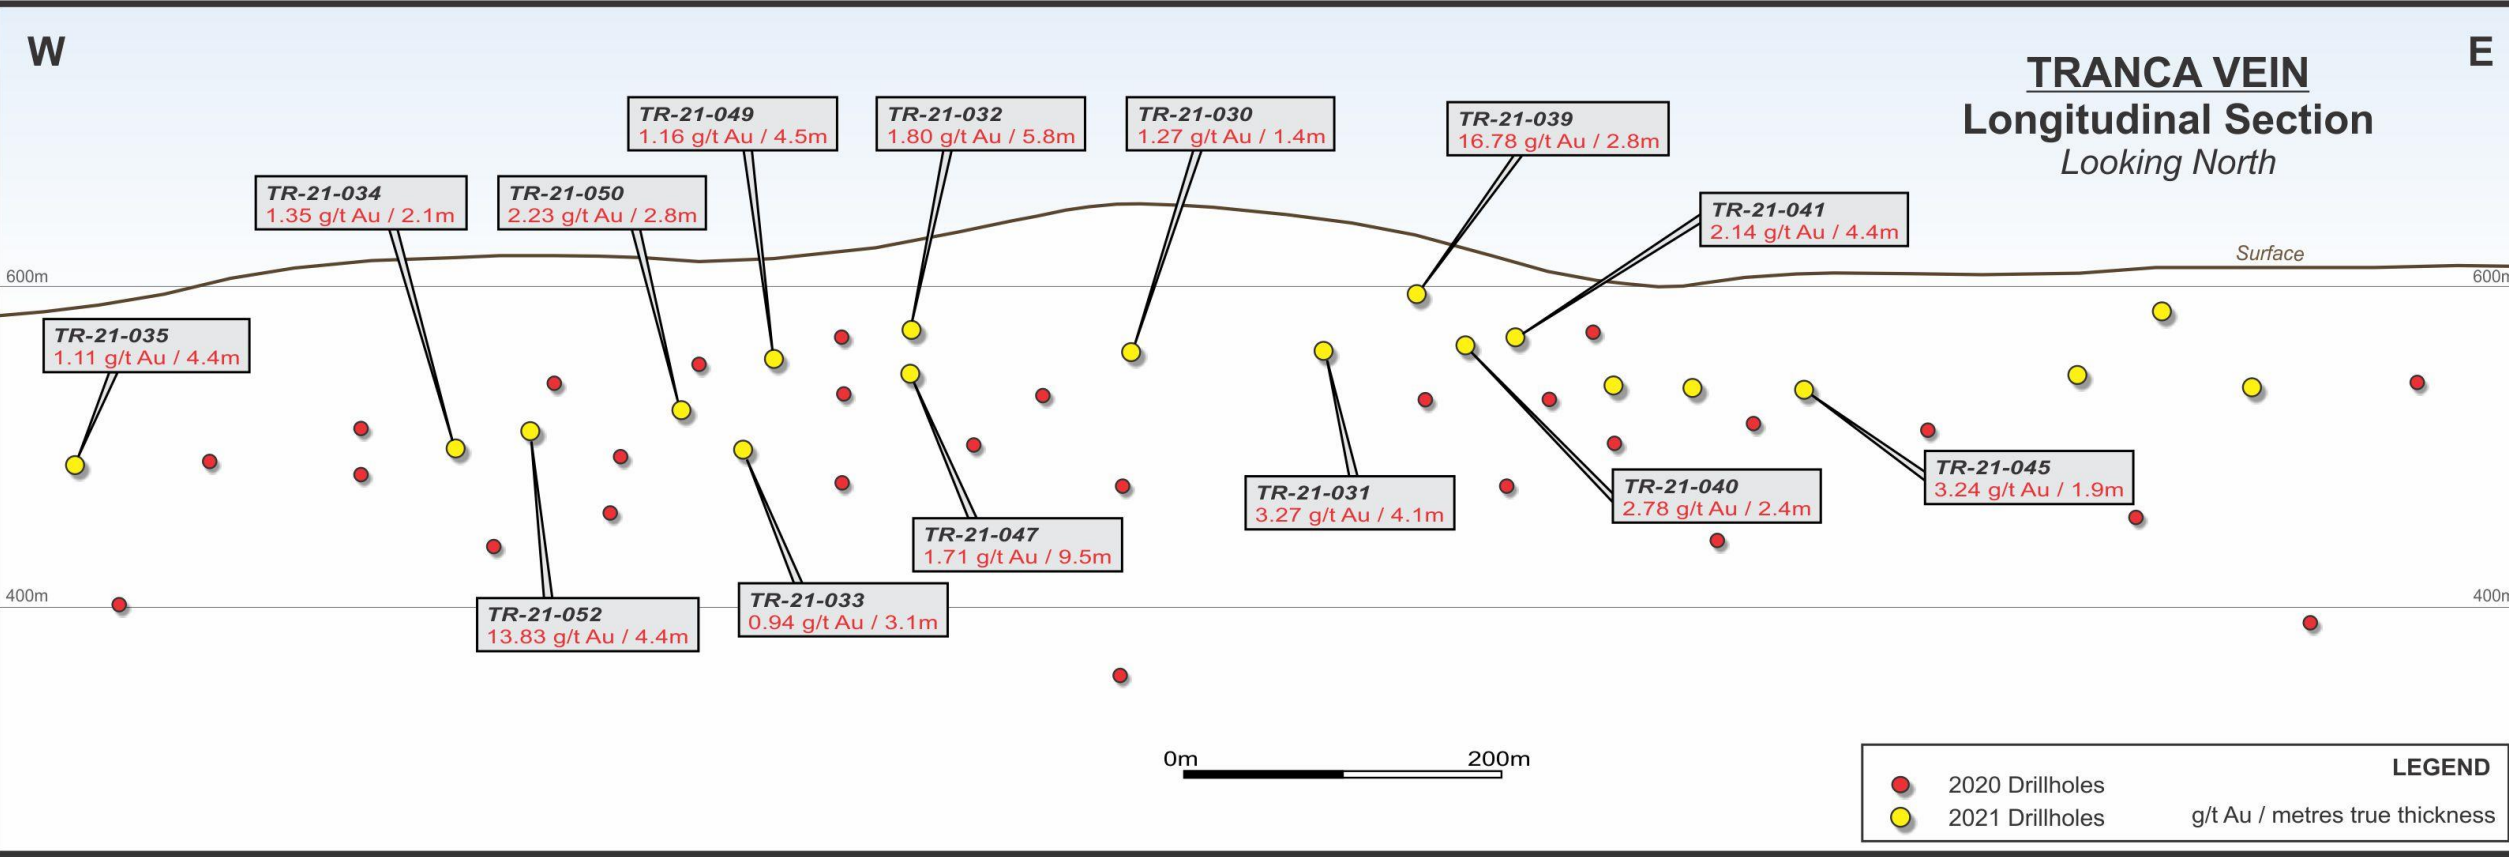 W
E
TRANCA VEIN
Longitudinal Section
Looking North
TR-21-049
1.16 g/t Au / 4.5m
TR-21-032
1.80 g/t Au / 5.8m
TR-21-030
1.27 g/t Au / 1.4m
TR-21-039
16.78 g/t Au / 2.8m
TR-21-034
1.35 g/t Au / 2.1m
TR-21-050
2.23 g/t Au / 2.8m
TR-21-041
2.14 g/t Au / 4.4m
Surface
600m
600m
TR-21-035
1.11 g/t Au / 4.4m
TR-21-031
3.27 g/t Au / 4.1m
TR-21-040
2.78 g/t Au / 2.4m
TR-21-045
3.24 g/t Au / 1.9m
TR-21-047
1.71 g/t Au / 9.5m
400m
400m
TR-21-052
13.83 g/t Au / 4.4m
TR-21-033
0.94 g/t Au / 3.1m
0m
200m
LEGEND
2020 Drillholes
2021 Drillholes
g/t Au / metres true thickness